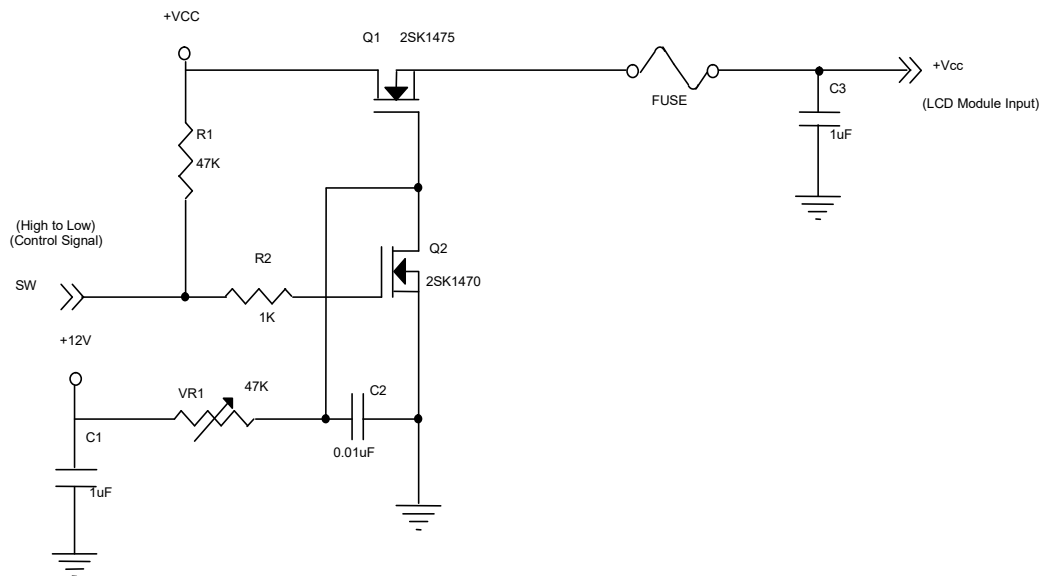 +VCC
Q1 2SK1475
+Vcc
FUSE
C3
(LCD Module Input)
R1
1uF
47K
(High to Low)
(Control Signal)
Q2
R2
SW
2SK1470
1K
+12V
VR1
47K
C2
C1
0.01uF
1uF